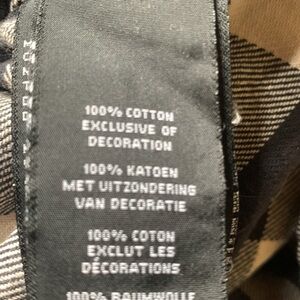 100% COTTON
EXCLUSIVE OF
DECORATION
100% KATOEN
MET UITZONDERING
VAN DECORATIE
100% COTON
EXCLUT LES
DÉCORATIONS
100% BAUMWOLLE